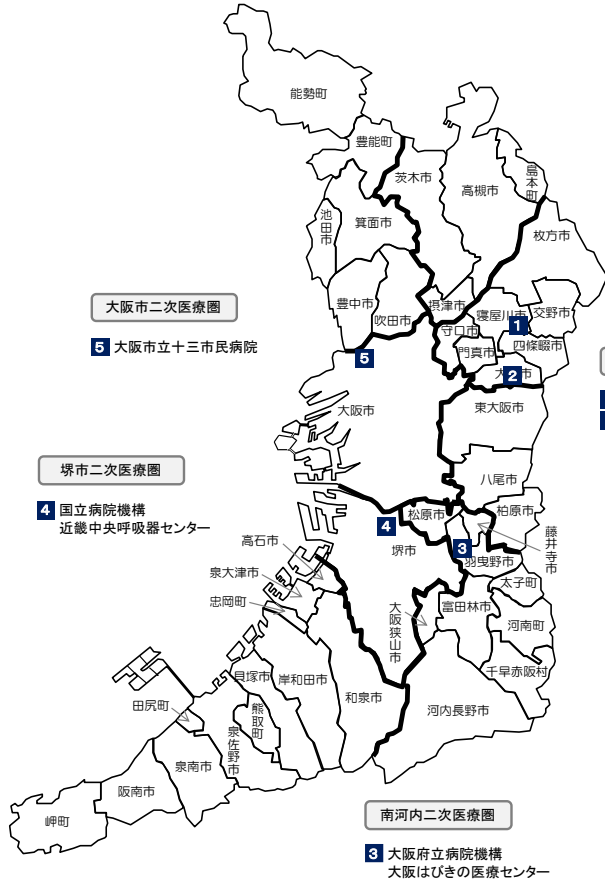 能勢町
豊能町
茨木市
高槻市
島本町
池田市
箕面市
枚方市
大阪市二次医療圏
5 大阪市立十三市民病院
豊中市
吹田市
摂津市
守口市
寝屋川市
交野市
1
門真市
四條畷市
5
2
大阪市
東大阪市
八尾市
堺市二次医療圏
4 国立病院機構
近畿中央呼吸器センター
松原市
柏原市
4
藤井寺市
堺市
3
羽曳野市
高石市
太子町
泉大津市
富田林市
忠岡町
大阪狭山市
河南町
千早赤阪村
貝塚市
岸和田市
和泉市
河内長野市
田尻町
熊取町
泉佐野市
泉南市
阪南市
岬町
南河内二次医療圏
3 大阪府立病院機構
大阪はびきの医療センター